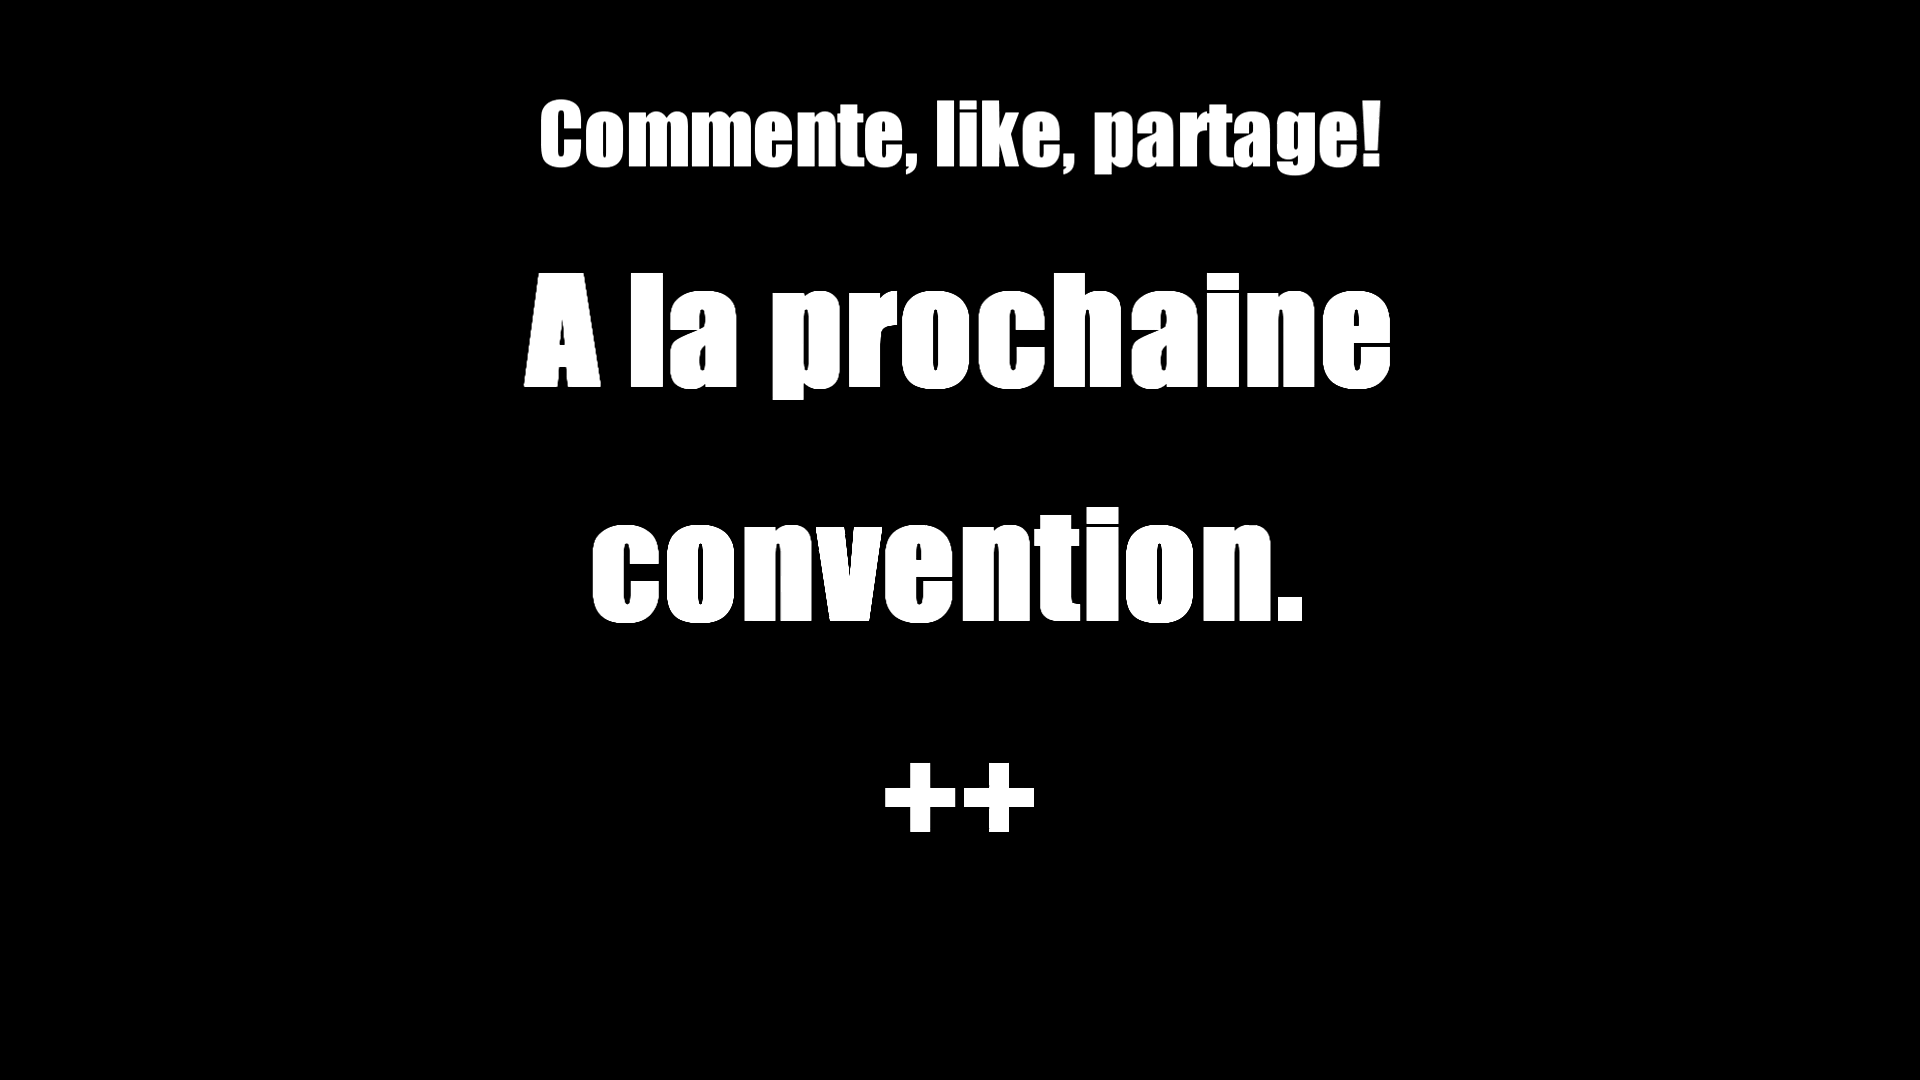 Commente, like, partage!
A la prochaine
convention.
++